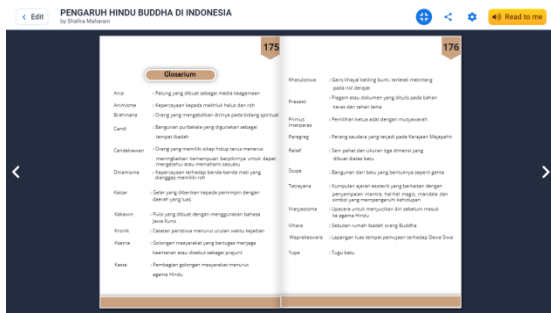 Edit
PENGARUH HINDU BUDDHA DI INDONESIA
by Shafira Maharani
Read to me
175
Glosarium
Arca : Patung yang dibuat sebagai media keagamaan
Animisme : Kepercayaan kepada makhluk halus dan roh
Brahmana : Orang yang mengabdikan dirinya pada bidang spiritual
Candi : Bangunan purbakala yang digunakan sebagai
tempat ibadah
Cendekiawan : Orang yang memiliki sikap hidup terus menerus
meningkatkan kemampuan berpikirnya untuk dapat
mengetahui atau memahami sesuatu
Dinamisme : Kepercayaan terhadap benda-benda mati yang
dianggap memiliki roh
Kaisar : Gelar yang diberikan kepada pemimpin dengan
daerah yang luas
Kakawin : Puisi yang dibuat dengan menggunakan bahasa
Jawa Kuno
Kronik : Catatan peristiwa menurut urutan waktu kejadian
Ksatria : Golongan masyarakat yang bertugas menjaga
keamanan atau disebut sebagai prajurit
Kasta : Pembagian golongan masyarakat menurut
agama Hindu
176
Khatulistiwa : Garis khayal keliling bumi, terletak melintang
pada nol derajat
Prasasti : Piagam atau dokumen yang ditulis pada bahan
keras dan tahan lama
Primus
Interpares : Pemilihan ketua adat dengan musyawarah
Paregreg : Perang saudara yang terjadi pada Kerajaan Majapahit
Relief : Seni pahat dan ukuran tiga dimensi yang
dibuat diatas batu
Stupa : Bangunan dari batu yang bentuknya seperti genta
Tatrayana : Kumpulan ajaran esoterik yang berkaitan dengan
penyampaian mantra, hal-hal magis, mandala dan
simbol yang mempengaruhi kehidupan
Vratyastoma : Upacara untuk menyucikan diri sebelum masuk
ke agama Hindu
Vihara : Sebutan rumah ibadah orang Buddha
Waprakeswara : Lapangan luas tempat pemujaan terhadap Dewa Siwa
Yupa : Tugu batu